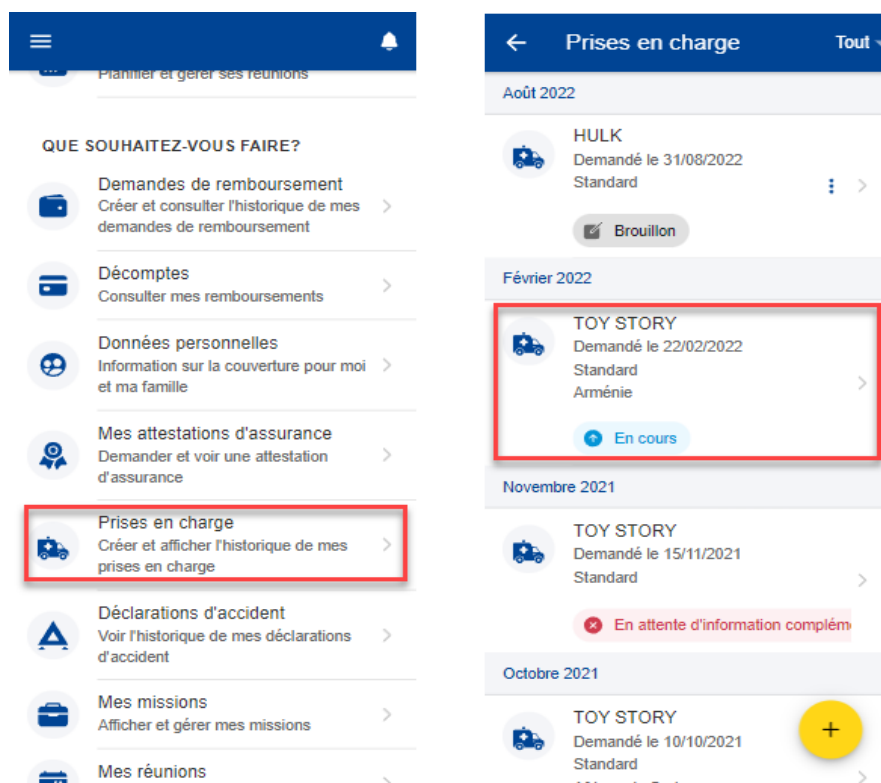 Planifier et gérer ses réunions
QUE SOUHAITEZ-VOUS FAIRE?
Demandes de remboursement
Créer et consulter l'historique de mes
demandes de remboursement
Décomptes
Consulter mes remboursements
Données personnelles
Information sur la couverture pour moi
et ma famille
Mes attestations d'assurance
Demander et voir une attestation
d'assurance
Prises en charge
Créer et afficher l'historique de mes
prises en charge
Déclarations d'accident
Voir l'historique de mes déclarations
d'accident
Mes missions
Afficher et gérer mes missions
Mes réunions
Prises en charge
Tout
Août 2022
HULK
Demandé le 31/08/2022
Standard
Brouillon
Février 2022
TOY STORY
Demandé le 22/02/2022
Standard
Arménie
En cours
Novembre 2021
TOY STORY
Demandé le 15/11/2021
Standard
En attente d'information complém
Octobre 2021
TOY STORY
Demandé le 10/10/2021
Standard